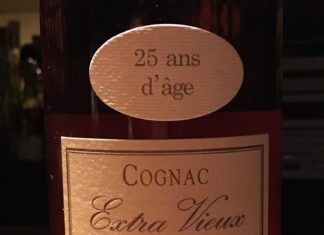 25 ans
d'âge
COGNAC
Extra Vieux